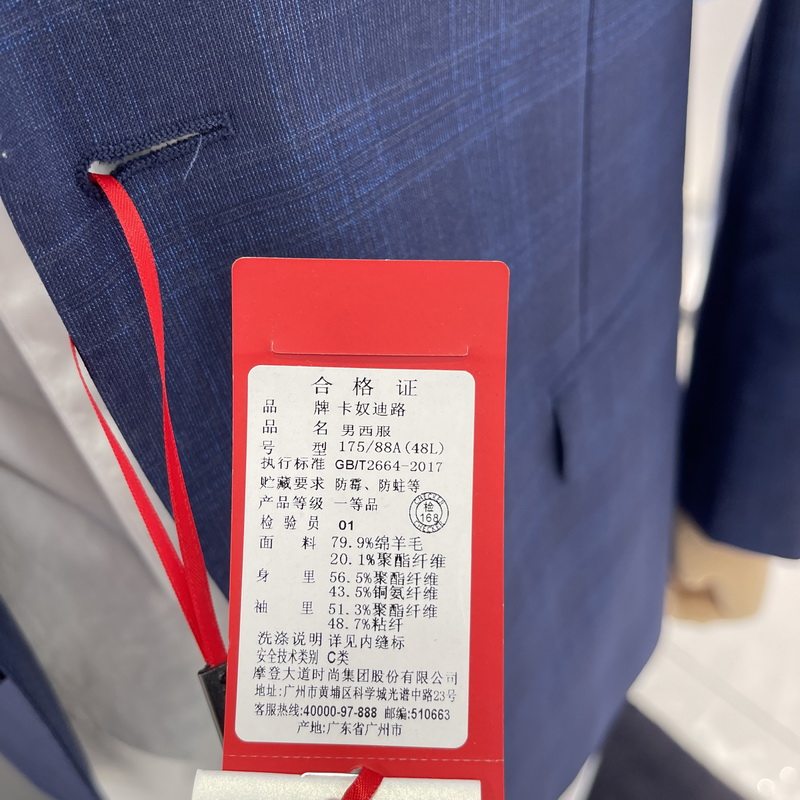 合格证
品牌 卡奴迪路
品名 男西服
号型 175/88A(48L)
执行标准 GB/T2664-2017
贮藏要求 防霉、防蛀等
产品等级 一等品
CHECKER
检
168
CHECKER
检验员 01
面料 79.9%绵羊毛
20.1%聚酯纤维
身里 56.5%聚酯纤维
43.5%铜氨纤维
袖里 51.3%聚酯纤维
48.7%粘纤
洗涤说明 详见内缝标
安全技术类别 C类
摩登大道时尚集团股份有限公司
地址:广州市黄埔区科学城光谱中路23号
客服热线:40000-97-888 邮编:510663
产地:广东省广州市